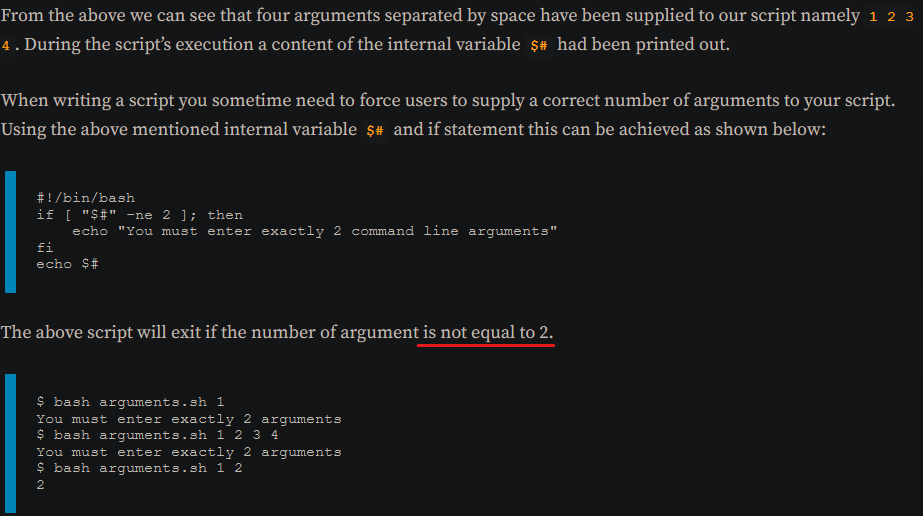 From the above we can see that four arguments separated by space have been supplied to our script namely 1 2 3
4 . During the script’s execution a content of the internal variable $# had been printed out.
When writing a script you sometime need to force users to supply a correct number of arguments to your script.
Using the above mentioned internal variable $# and if statement this can be achieved as shown below:
#!/bin/bash
if [ "$#" -ne 2 ]; then
    echo "You must enter exactly 2 command line arguments"
fi
echo $#
The above script will exit if the number of argument is not equal to 2.
$ bash arguments.sh 1
You must enter exactly 2 arguments
$ bash arguments.sh 1 2 3 4
You must enter exactly 2 arguments
$ bash arguments.sh 1 2
2